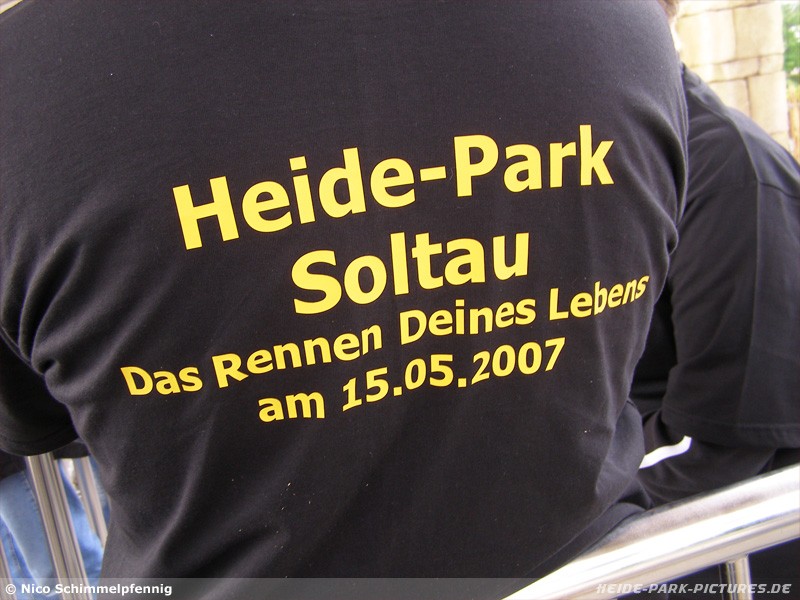 Heide-Park
Soltau
Das Rennen Deines Lebens
am 15.05.2007
© Nico Schimmelpfennig
HEIDE-PARK-PICTURES.DE